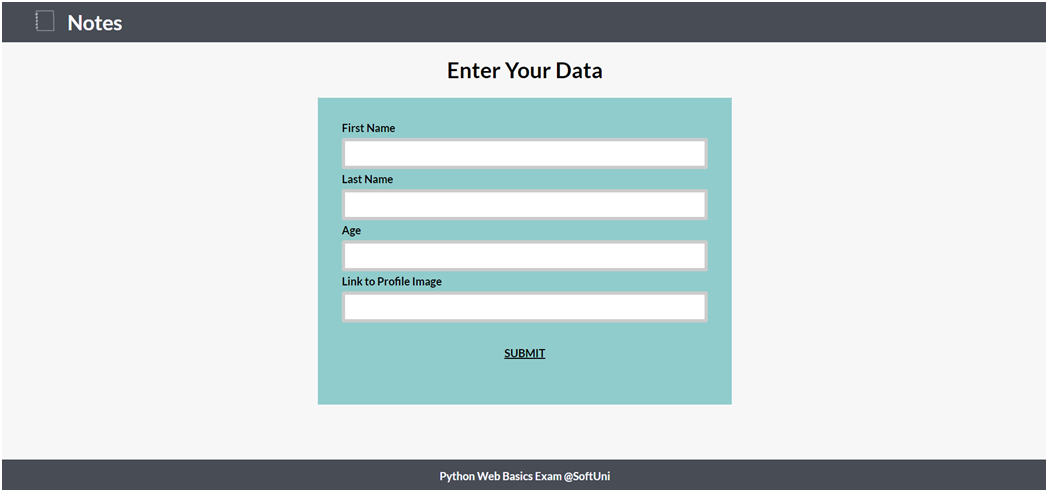 Notes
Enter Your Data
First Name
Last Name
Age
Link to Profile Image
SUBMIT
Python Web Basics Exam @SoftUni